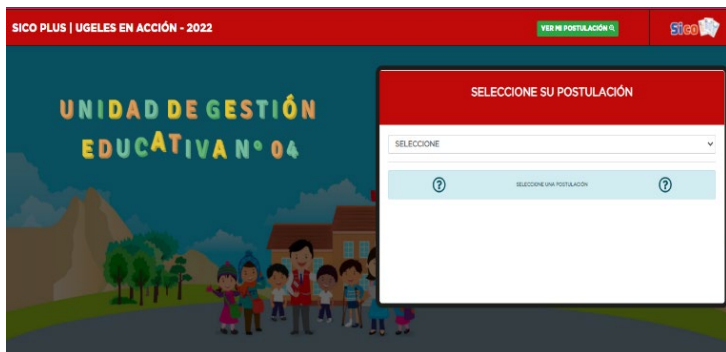 SICO PLUS | UGELES EN ACCIÓN - 2022
VER MI POSTULACIÓN
Sico
UNIDAD DE GESTIÓN
EDUCATIVA Nº 04
SELECCIONE SU POSTULACIÓN
SELECCIONE
SELECCIONE UNA POSTULACIÓN